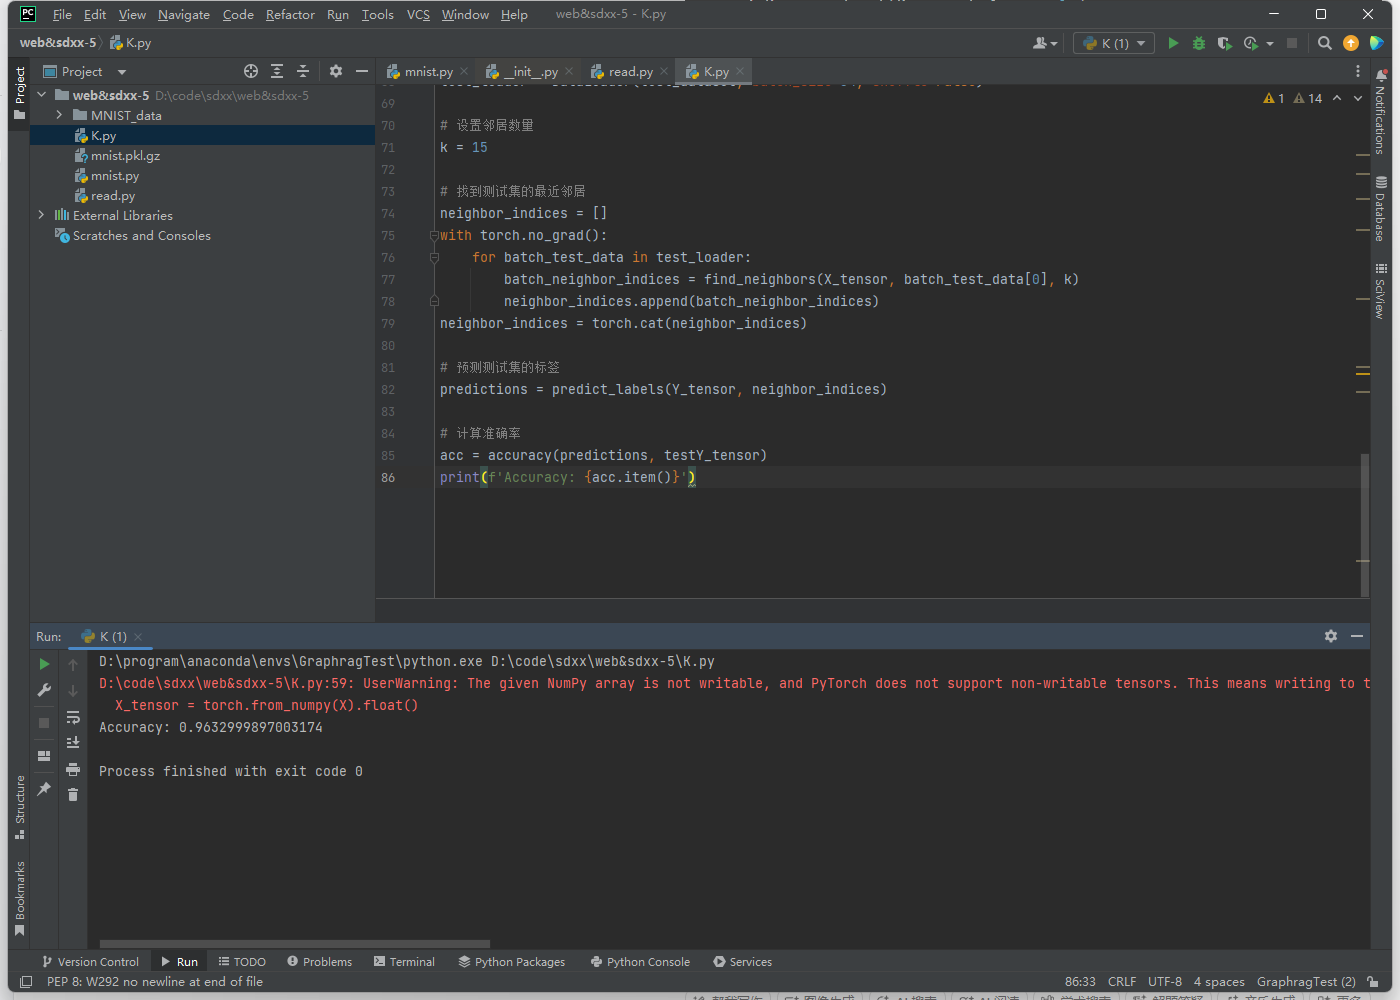 PC File Edit View Navigate Code Refactor Run Tools VCS Window Help web&sdxx-5 - K.py
web&sdxx-5 K.py K (1)
Project mnist.py __init__.py read.py K.py
web&sdxx-5 D:\code\sdxx\web&sdxx-5
MNIST_data
K.py
mnist.pkl.gz
mnist.py
read.py
External Libraries
Scratches and Consoles
Project
Structure
Bookmarks
1 14
69
70 # 设置邻居数量
71 k = 15
72
73 # 找到测试集的最近邻居
74 neighbor_indices = []
75 with torch.no_grad():
76 for batch_test_data in test_loader:
77 batch_neighbor_indices = find_neighbors(X_tensor, batch_test_data[0], k)
78 neighbor_indices.append(batch_neighbor_indices)
79 neighbor_indices = torch.cat(neighbor_indices)
80
81 # 预测测试集的标签
82 predictions = predict_labels(Y_tensor, neighbor_indices)
83
84 # 计算准确率
85 acc = accuracy(predictions, testY_tensor)
86 print(f'Accuracy: {acc.item()}')
Notifications
Database
SciView
Run: K (1)
D:\program\anaconda\envs\GraphragTest\python.exe D:\code\sdxx\web&sdxx-5\K.py
D:\code\sdxx\web&sdxx-5\K.py:59: UserWarning: The given NumPy array is not writable, and PyTorch does not support non-writable tensors. This means writing to t
X_tensor = torch.from_numpy(X).float()
Accuracy: 0.9632999897003174
Process finished with exit code 0
Version Control Run TODO Problems Terminal Python Packages Python Console Services
PEP 8: W292 no newline at end of file 86:33 CRLF UTF-8 4 spaces GraphragTest (2)